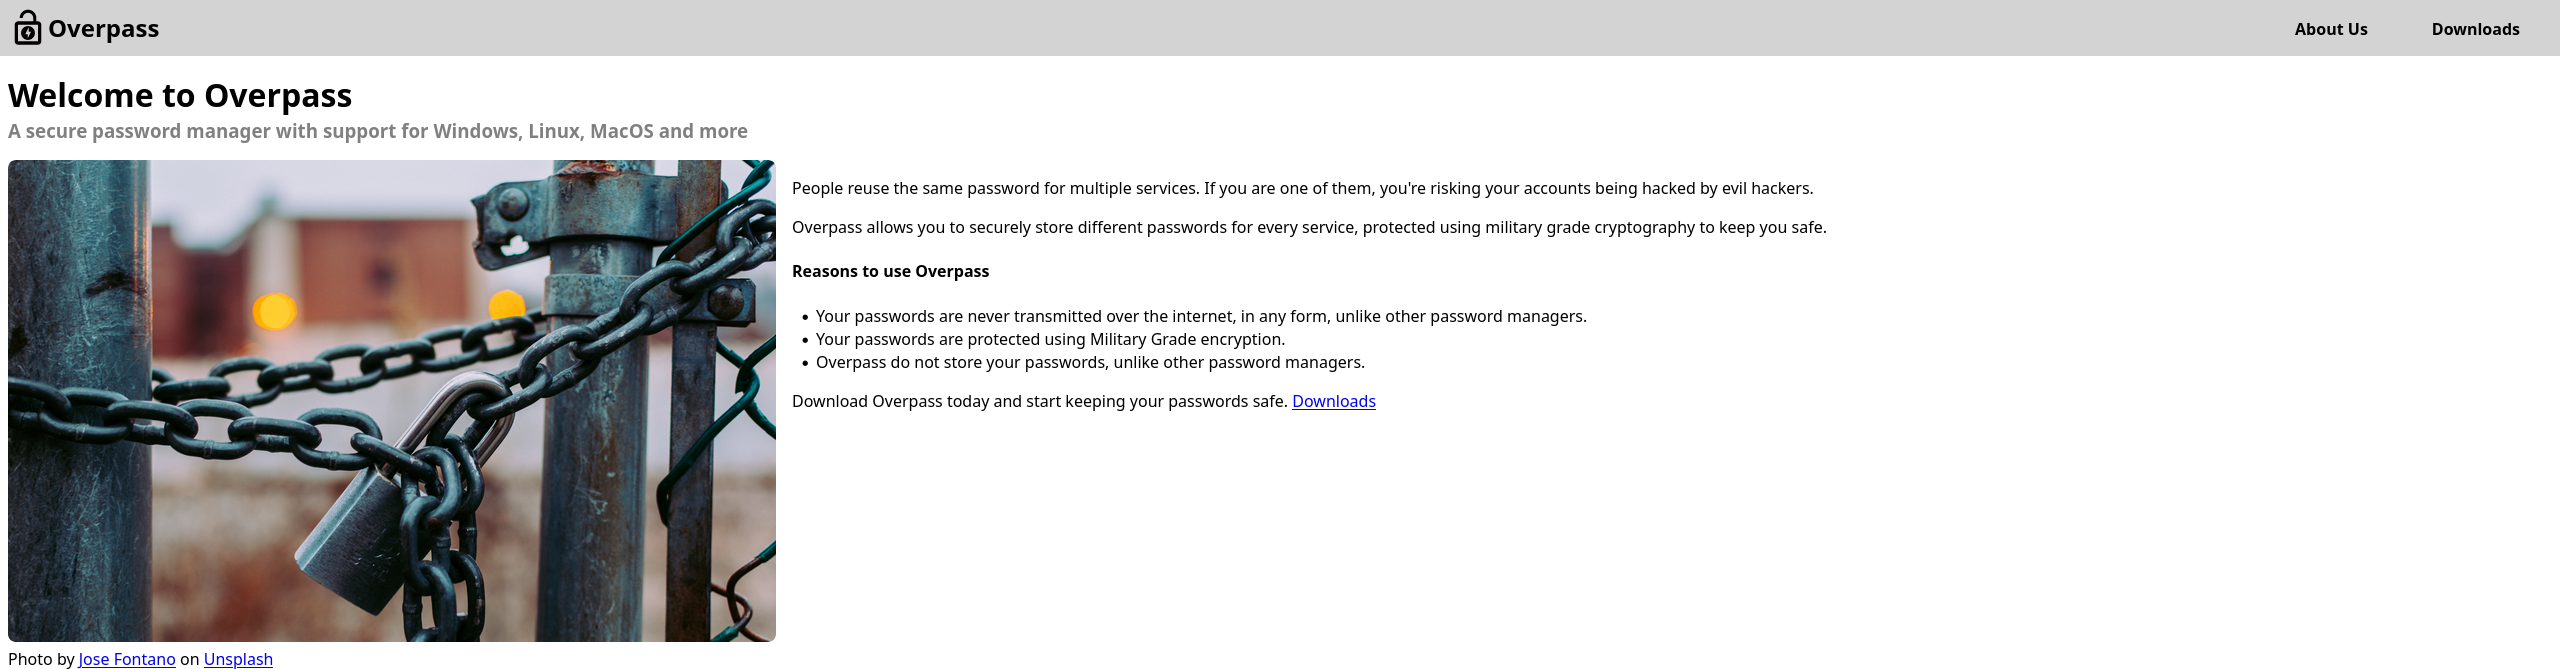 Overpass
About Us
Downloads
Welcome to Overpass
A secure password manager with support for Windows, Linux, MacOS and more
People reuse the same password for multiple services. If you are one of them, you're risking your accounts being hacked by evil hackers.
Overpass allows you to securely store different passwords for every service, protected using military grade cryptography to keep you safe.
Reasons to use Overpass
• Your passwords are never transmitted over the internet, in any form, unlike other password managers.
• Your passwords are protected using Military Grade encryption.
• Overpass do not store your passwords, unlike other password managers.
Download Overpass today and start keeping your passwords safe. Downloads
Photo by Jose Fontano on Unsplash